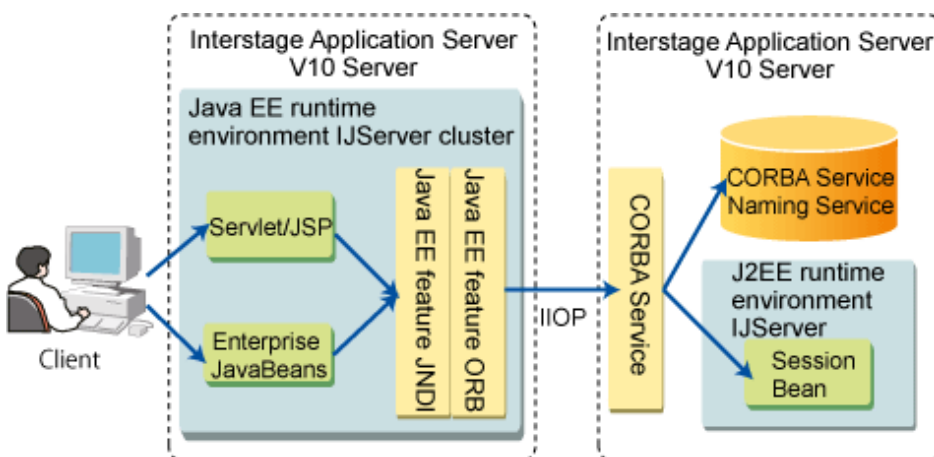 Interstage Application Server
V10 Server
Java EE runtime
environment IJServer cluster
Servlet/JSP
Enterprise
JavaBeans
Java EE feature JNDI
Java EE feature ORB
Client
IIOP
Interstage Application Server
V10 Server
CORBA Service
CORBA Service
Naming Service
J2EE runtime
environment
IJServer
Session
Bean